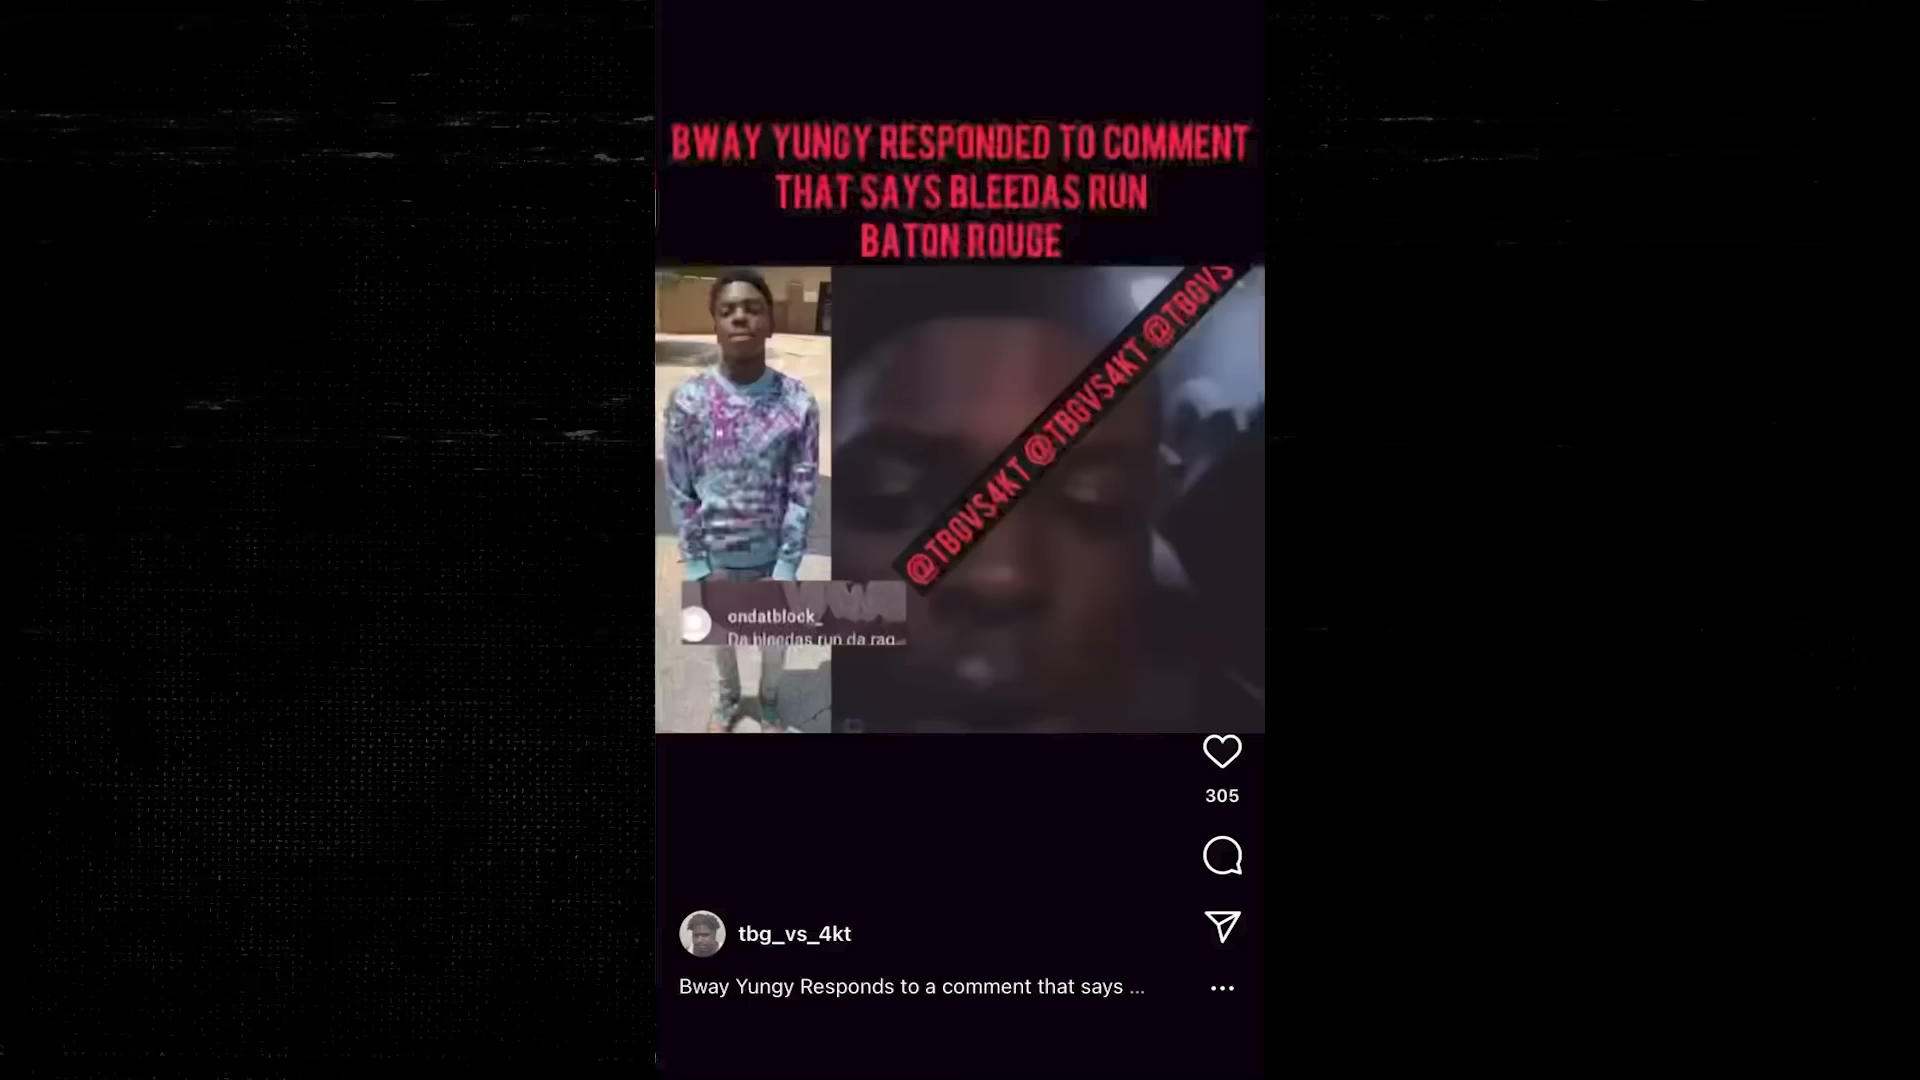 BWAY YUNGY RESPONDED TO COMMENT
THAT SAYS BLEEDAS RUN
BATON ROUGE
@TBGVS4KT @TBGVS4KT @TBGVS
ondatblock_
Da bleedas run da rag
305
tbg_vs_4kt
Bway Yungy Responds to a comment that says ...